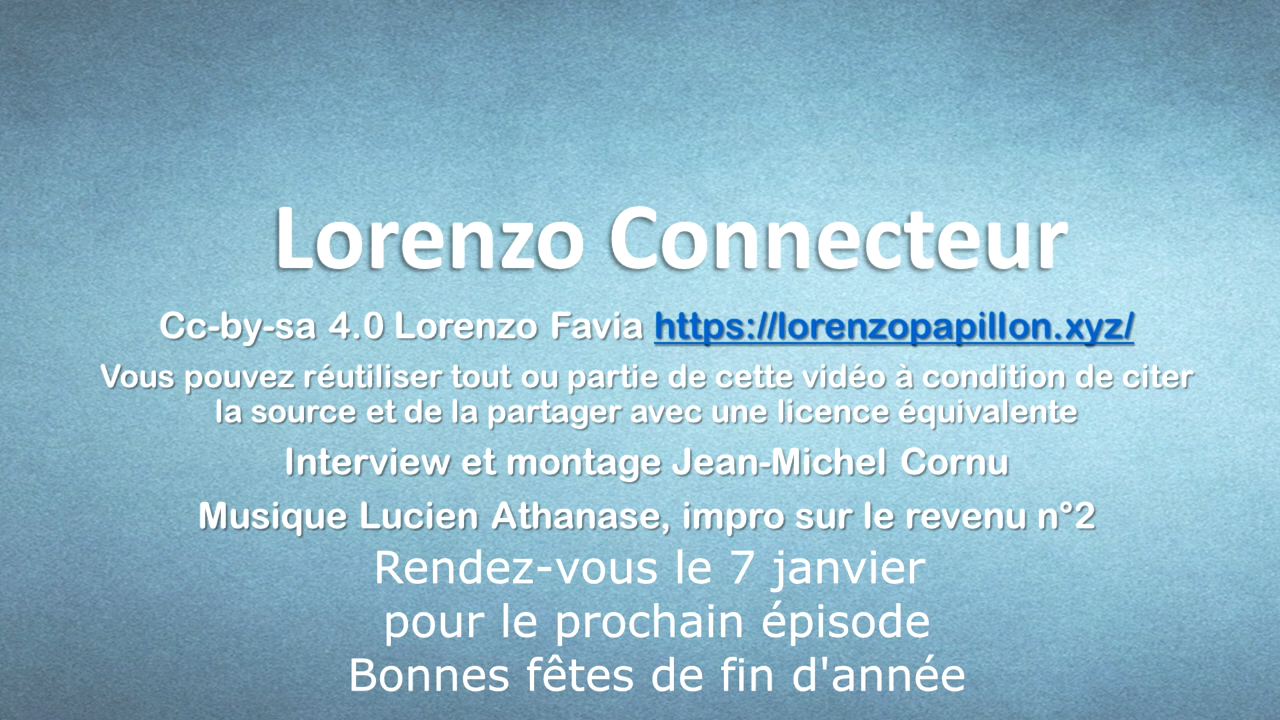 Lorenzo Connecteur
Cc-by-sa 4.0 Lorenzo Favia https://lorenzopapillon.xyz/
Vous pouvez réutiliser tout ou partie de cette vidéo à condition de citer
la source et de la partager avec une licence équivalente
Interview et montage Jean-Michel Cornu
Musique Lucien Athanase, impro sur le revenu n°2
Rendez-vous le 7 janvier
pour le prochain épisode
Bonnes fêtes de fin d'année